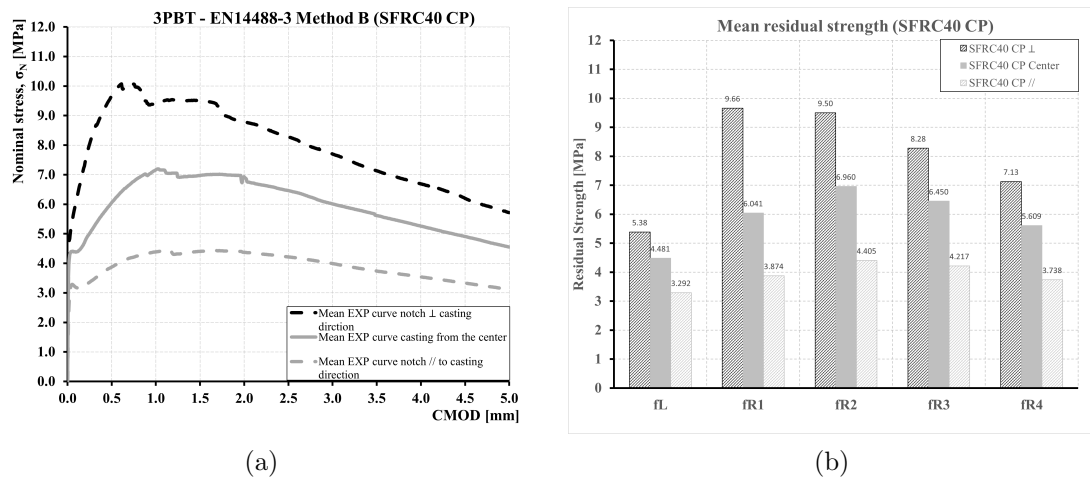 3PBT - EN14488-3 Method B (SFRC40 CP)
Nominal stress, σN [MPa]
12.0
11.0
10.0
9.0
8.0
7.0
6.0
5.0
4.0
3.0
2.0
1.0
0.0
0.0 0.5 1.0 1.5 2.0 2.5 3.0 3.5 4.0 4.5 5.0
CMOD [mm]
Mean EXP curve notch ⊥ casting
dirction
Mean EXP curve casting from the center
Mean EXP curve notch // to casting
direction
(a)
Mean residual strength (SFRC40 CP)
Residual Strength [MPa]
12
11
10
9
8
7
6
5
4
3
2
1
0
SFRC40 CP ⊥
SFRC40 CP Center
SFRC40 CP //
5.38
4.481
3.292
9.66
6.041
3.874
9.50
6.960
4.405
8.28
6.450
4.217
7.13
5.609
3.738
fL fR1 fR2 fR3 fR4
(b)